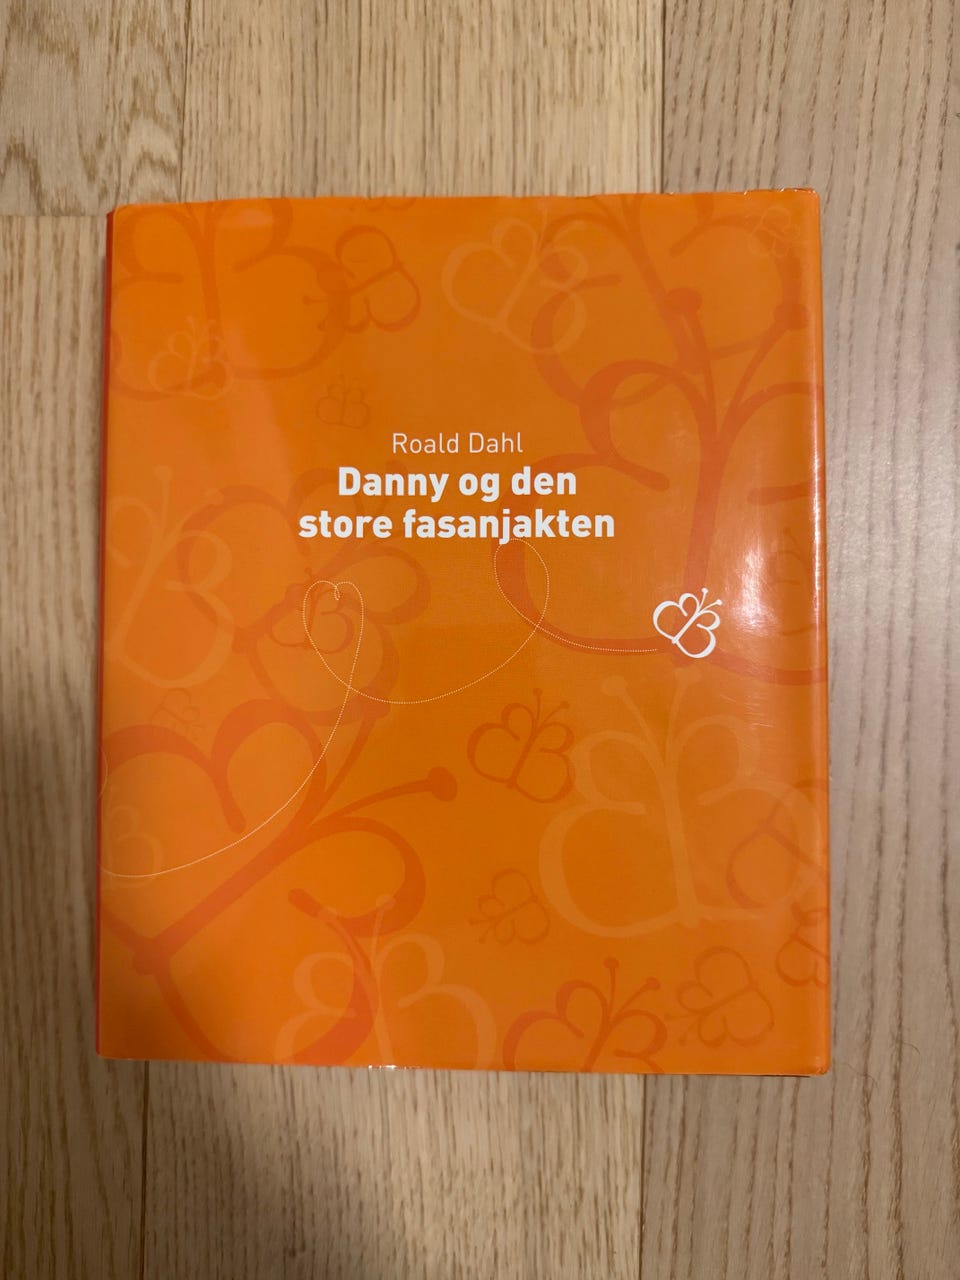 Roald Dahl
Danny og den
store fasanjakten